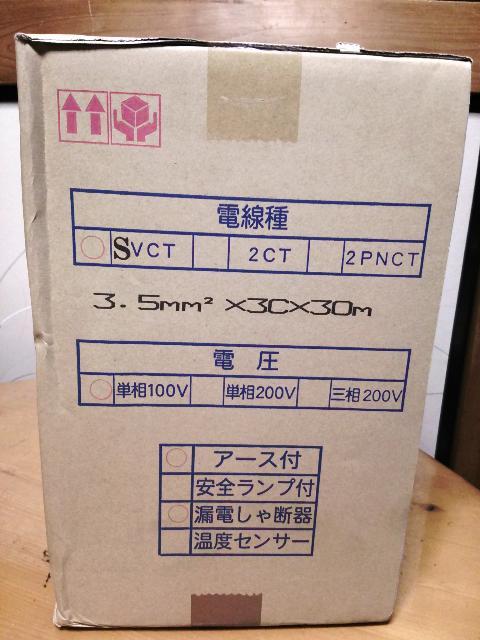 電線種
○ SVCT 2CT 2PNCT
3.5mm² ×3C×30m
電圧
○ 単相100V 単相200V 三相200V
○ アース付
安全ランプ付
○ 漏電しゃ断器
温度センサー